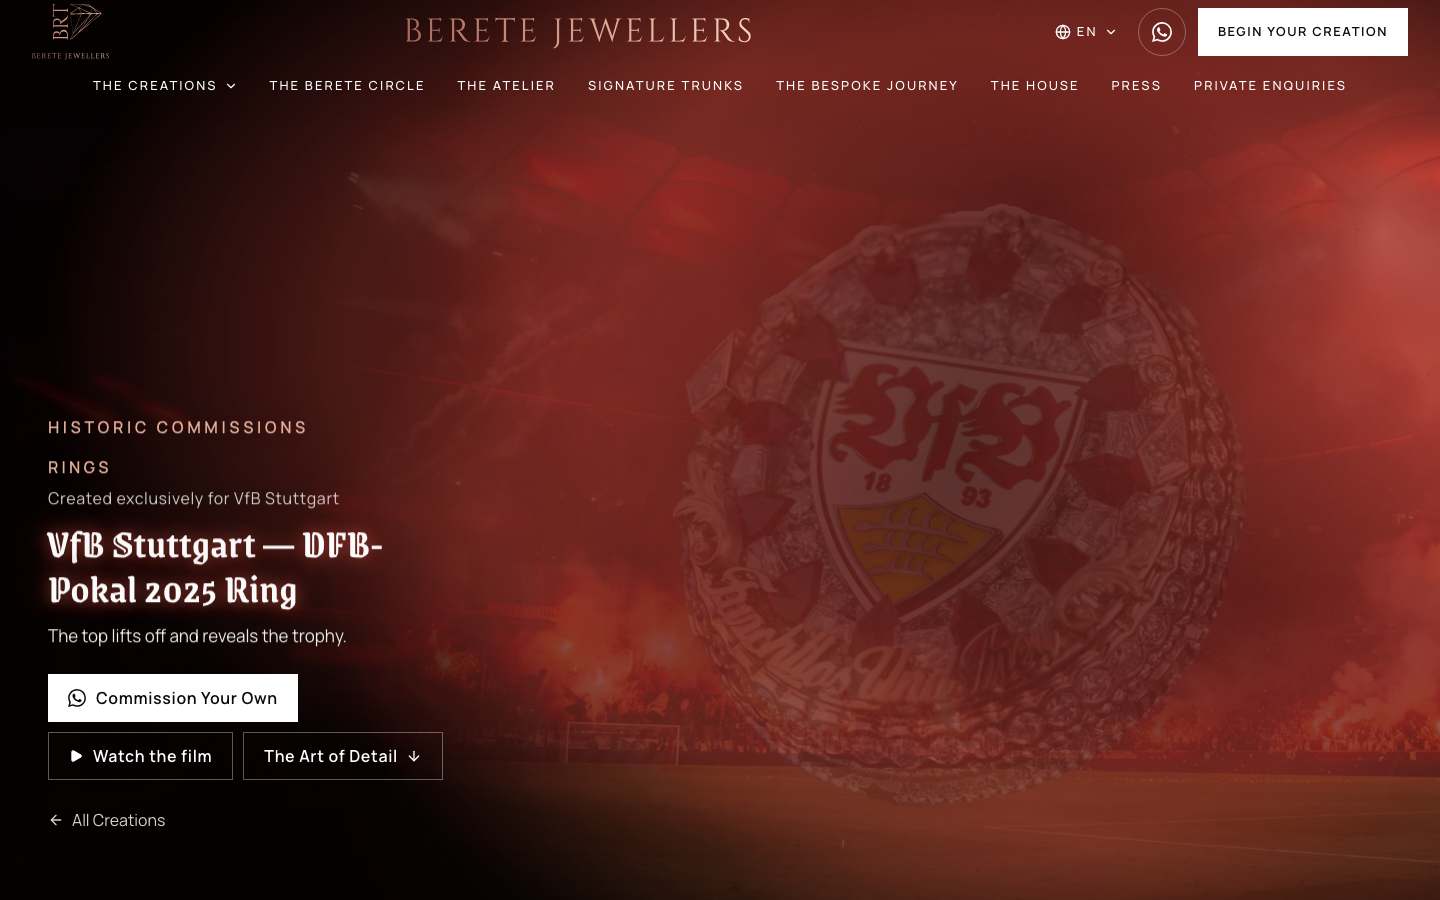 BRT
BERETE JEWELLERS
BERETE JEWELLERS
EN
BEGIN YOUR CREATION
THE CREATIONS
THE BERETE CIRCLE
THE ATELIER
SIGNATURE TRUNKS
THE BESPOKE JOURNEY
THE HOUSE
PRESS
PRIVATE ENQUIRIES
VfB
18 93
HISTORIC COMMISSIONS
RINGS
Created exclusively for VfB Stuttgart
VfB Stuttgart — DFB-
Pokal 2025 Ring
The top lifts off and reveals the trophy.
Commission Your Own
Watch the film
The Art of Detail
All Creations